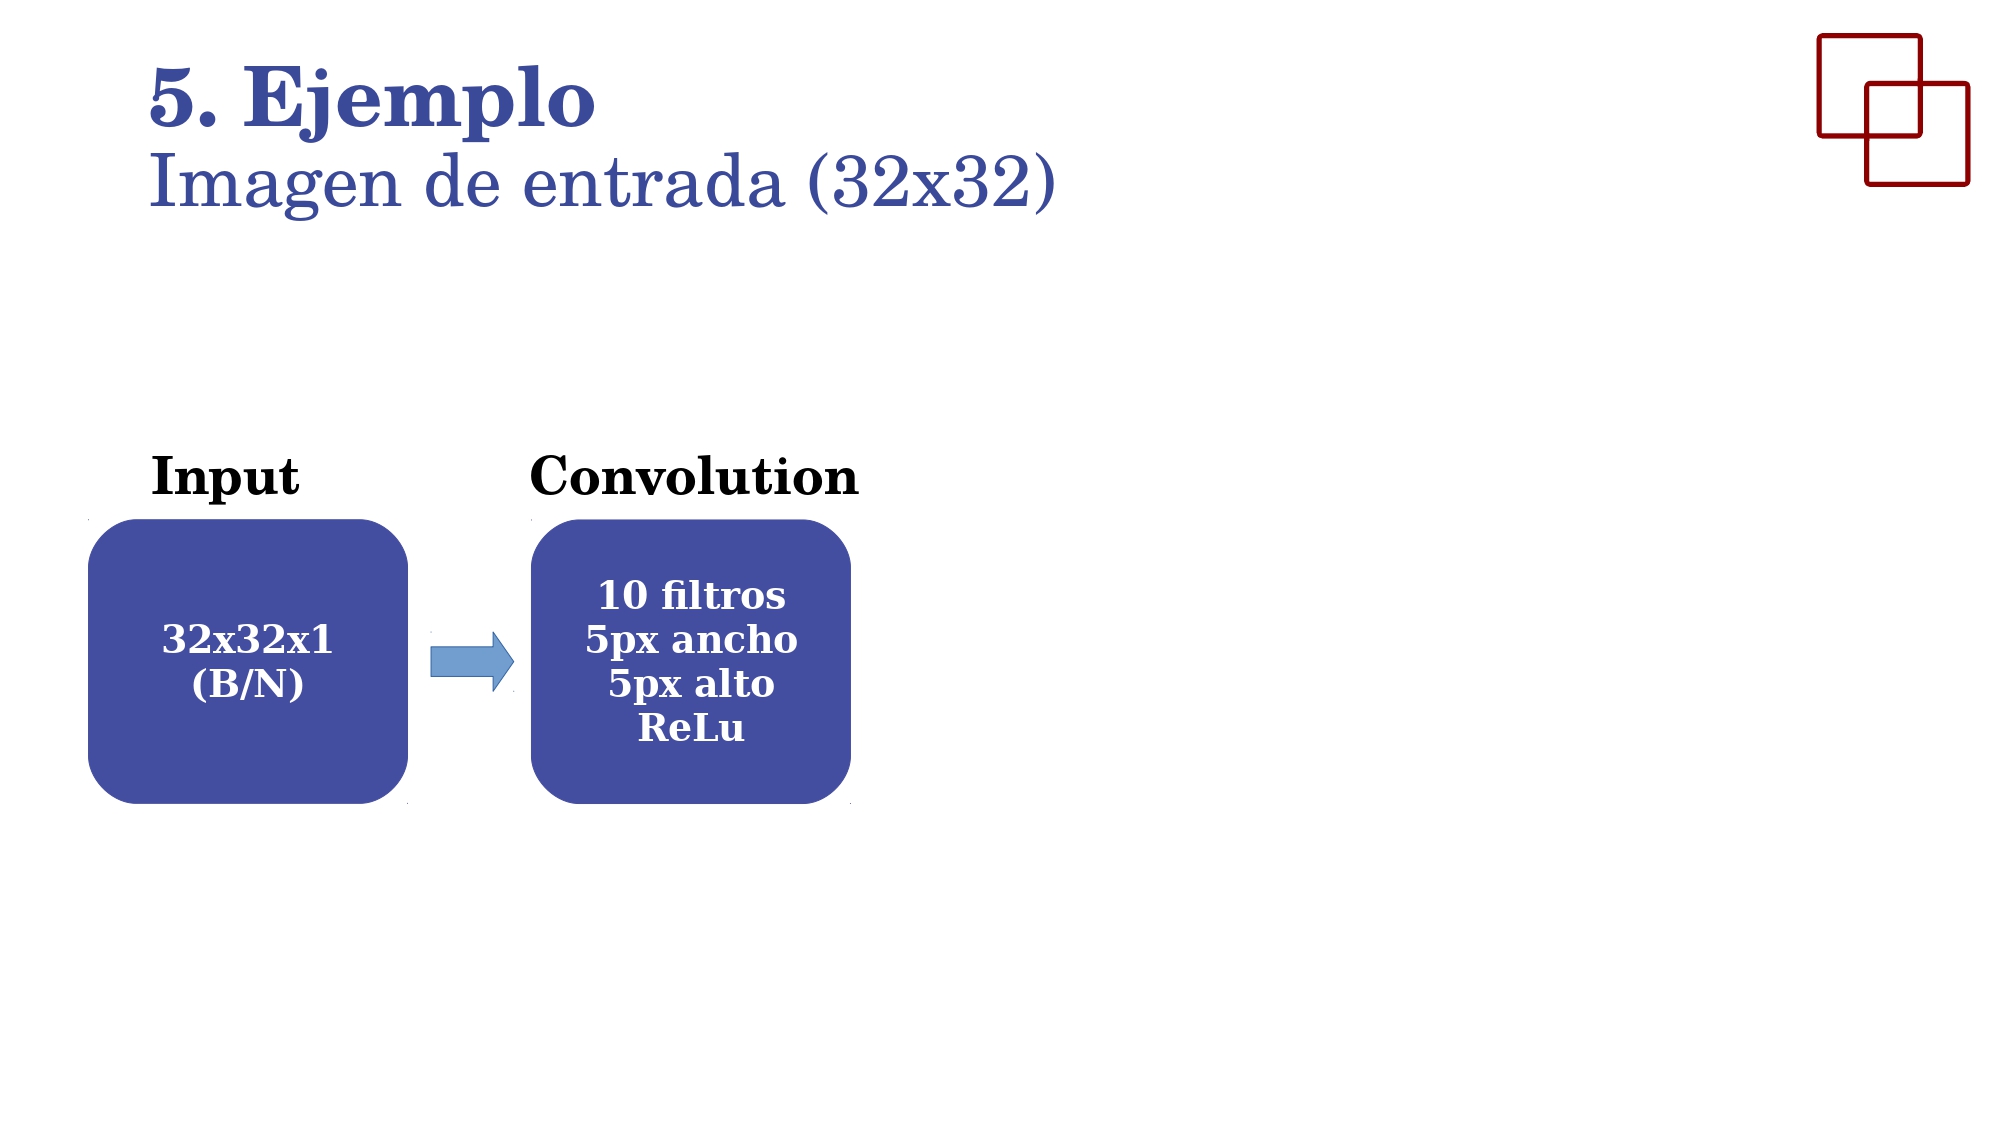 5. Ejemplo
Imagen de entrada (32x32)
Input
Convolution
32x32x1
(B/N)
10 filtros
5px ancho
5px alto
ReLu